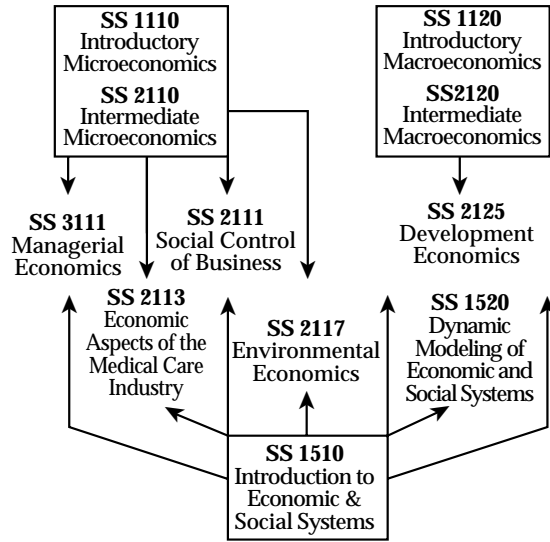 SS 1110
Introductory
Microeconomics
SS 2110
Intermediate
Microeconomics
SS 1120
Introductory
Macroeconomics
SS2120
Intermediate
Macroeconomics
SS 3111
Managerial
Economics
SS 2111
Social Control
of Business
SS 2125
Development
Economics
SS 2113
Economic
Aspects of the
Medical Care
Industry
SS 2117
Environmental
Economics
SS 1520
Dynamic
Modeling of
Economic and
Social Systems
SS 1510
Introduction to
Economic &
Social Systems